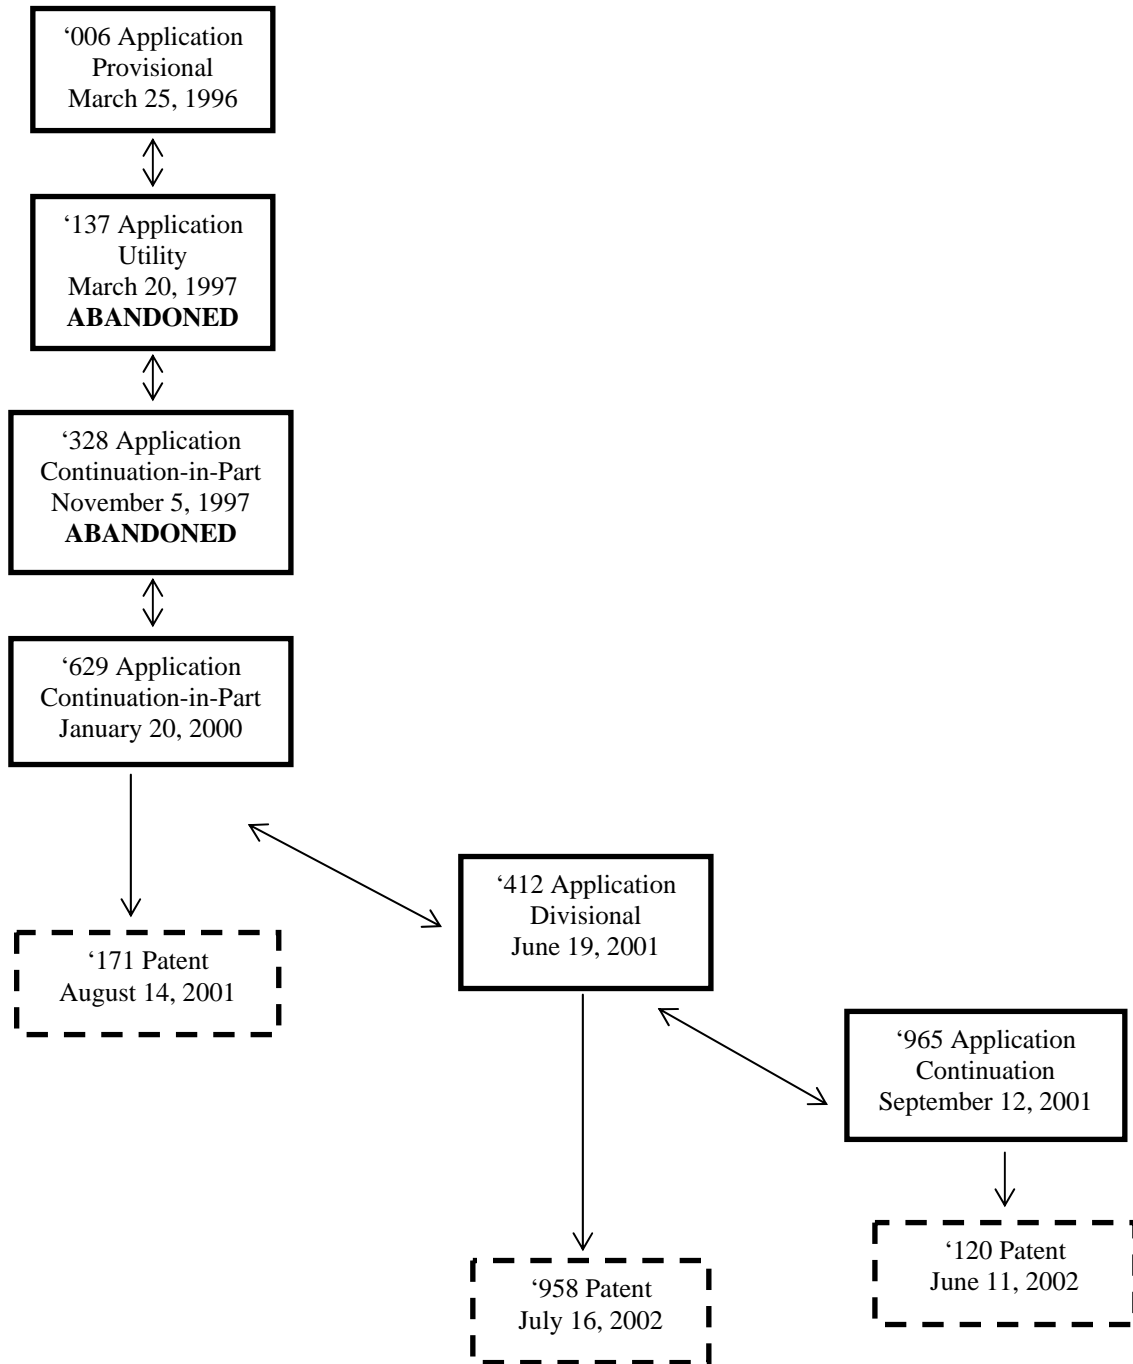 ‘006 Application
Provisional
March 25, 1996
‘137 Application
Utility
March 20, 1997
ABANDONED
‘328 Application
Continuation-in-Part
November 5, 1997
ABANDONED
‘629 Application
Continuation-in-Part
January 20, 2000
‘412 Application
Divisional
June 19, 2001
‘171 Patent
August 14, 2001
‘965 Application
Continuation
September 12, 2001
‘120 Patent
June 11, 2002
‘958 Patent
July 16, 2002